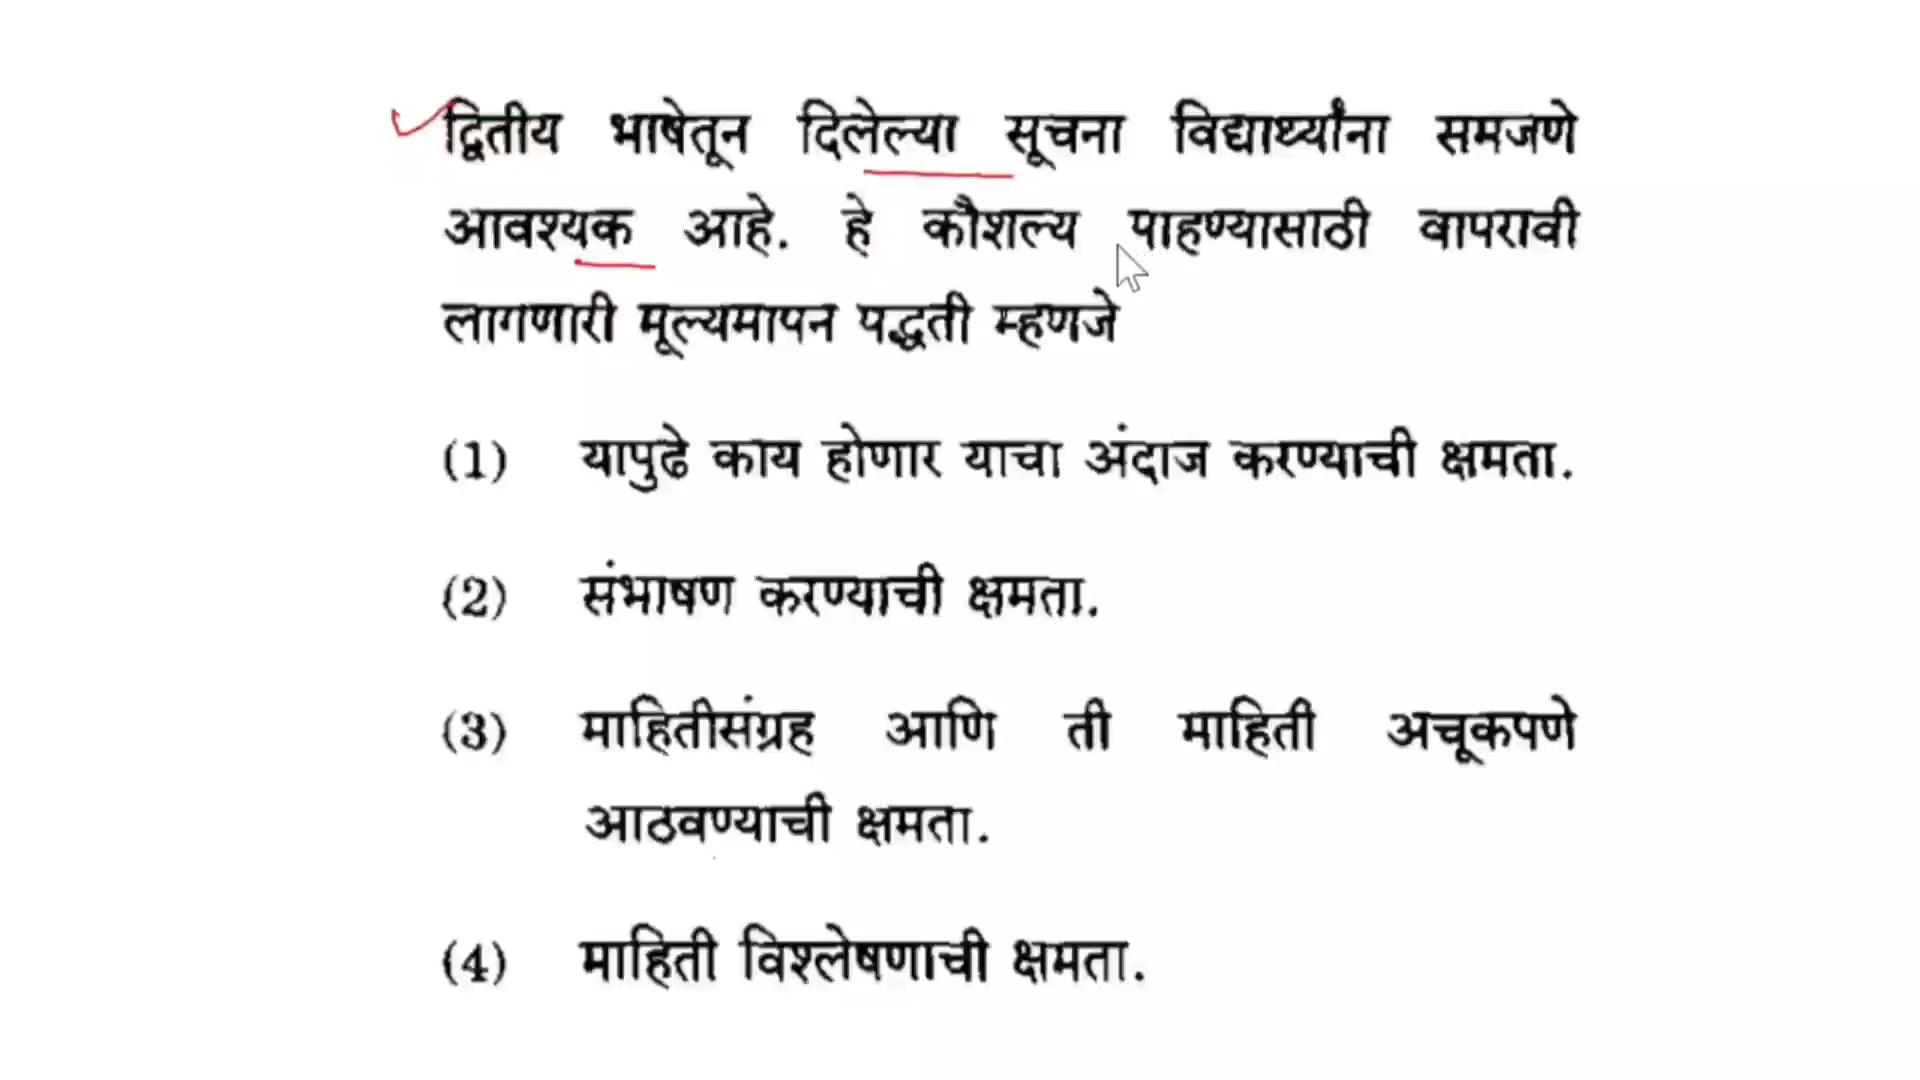 द्वितीय भाषेतून दिलेल्या सूचना विद्यार्थ्यांना समजणे
आवश्यक आहे. हे कौशल्य पाहण्यासाठी वापरावी
लागणारी मूल्यमापन पद्धती म्हणजे
(1) यापुढे काय होणार याचा अंदाज करण्याची क्षमता.
(2) संभाषण करण्याची क्षमता.
(3) माहितीसंग्रह आणि ती माहिती अचूकपणे
आठवण्याची क्षमता.
(4) माहिती विश्लेषणाची क्षमता.